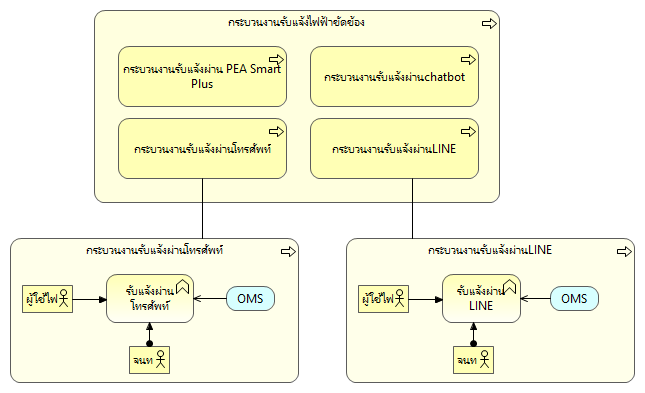 กระบวนงานรับแจ้งไฟฟ้าขัดข้อง
กระบวนงานรับแจ้งผ่าน PEA Smart
Plus
กระบวนงานรับแจ้งผ่านchatbot
กระบวนงานรับแจ้งผ่านโทรศัพท์
กระบวนงานรับแจ้งผ่านLINE
กระบวนงานรับแจ้งผ่านโทรศัพท์
ผู้ใช้ไฟ
รับแจ้งผ่าน
โทรศัพท์
OMS
จนท
กระบวนงานรับแจ้งผ่านLINE
ผู้ใช้ไฟ
รับแจ้งผ่าน
LINE
OMS
จนท